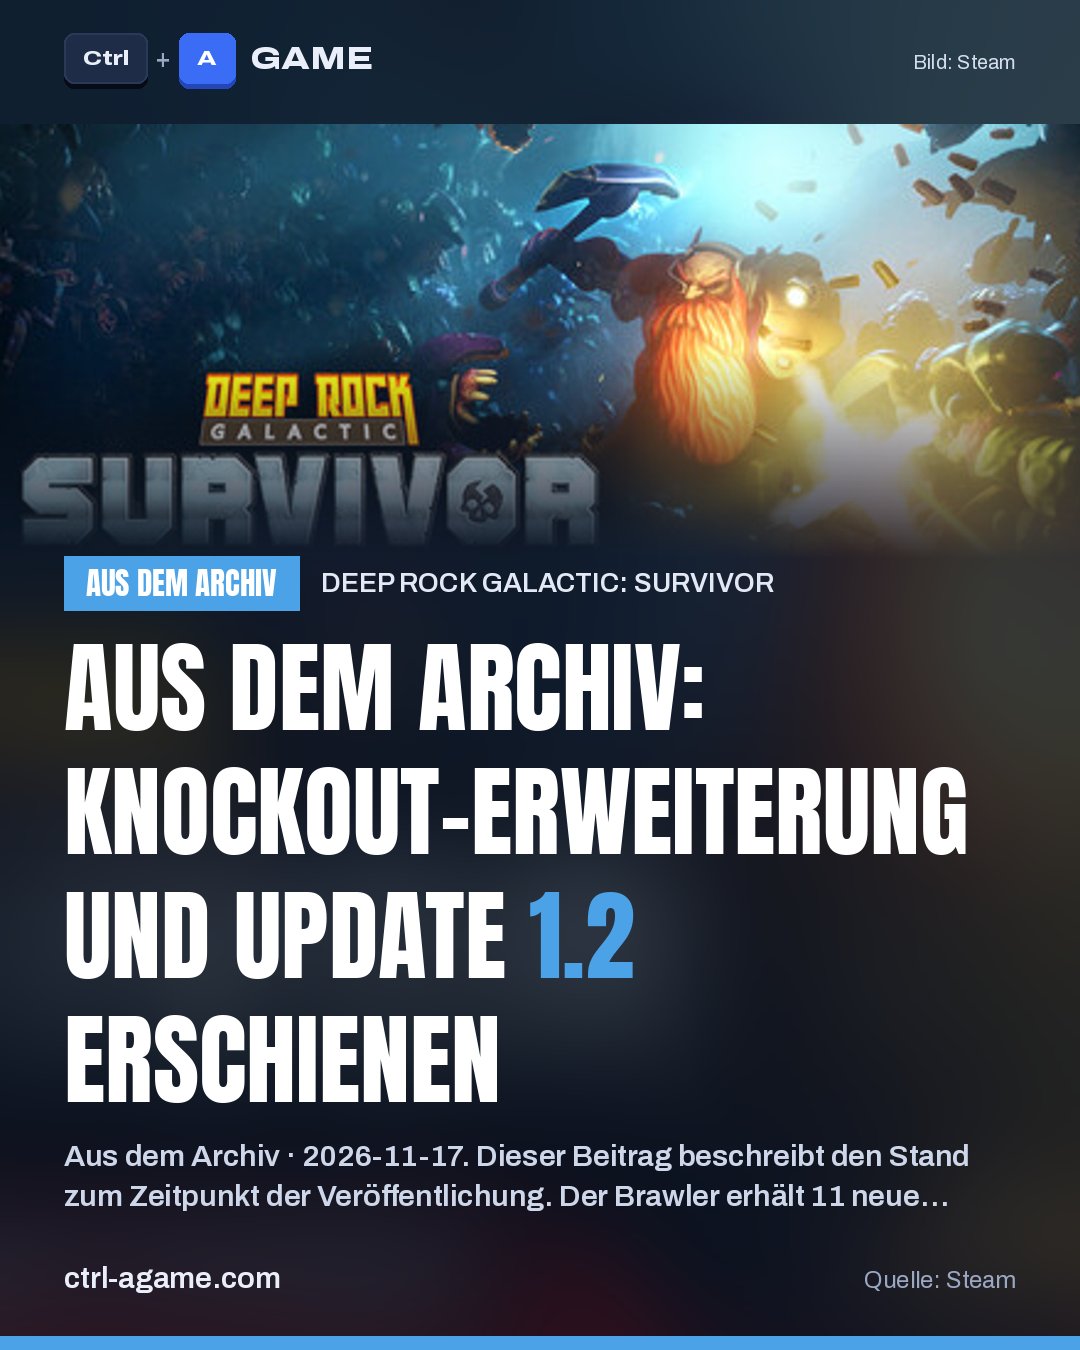 Ctrl + A GAME
Bild: Steam
DEEP ROCK
GALACTIC
SURVIVOR
AUS DEM ARCHIV DEEP ROCK GALACTIC: SURVIVOR
AUS DEM ARCHIV:
KNOCKOUT-ERWEITERUNG
UND UPDATE 1.2
ERSCHIENEN
Aus dem Archiv · 2026-11-17. Dieser Beitrag beschreibt den Stand
zum Zeitpunkt der Veröffentlichung. Der Brawler erhält 11 neue…
ctrl-agame.com
Quelle: Steam